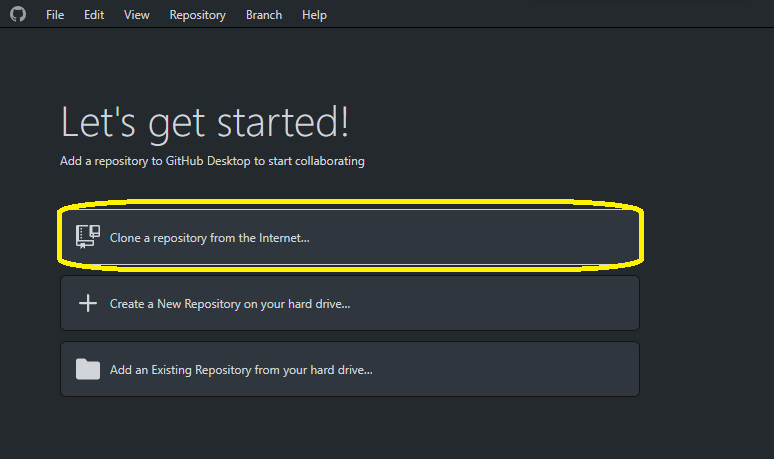 File Edit View Repository Branch Help
Let's get started!
Add a repository to GitHub Desktop to start collaborating
Clone a repository from the Internet...
Create a New Repository on your hard drive...
Add an Existing Repository from your hard drive...